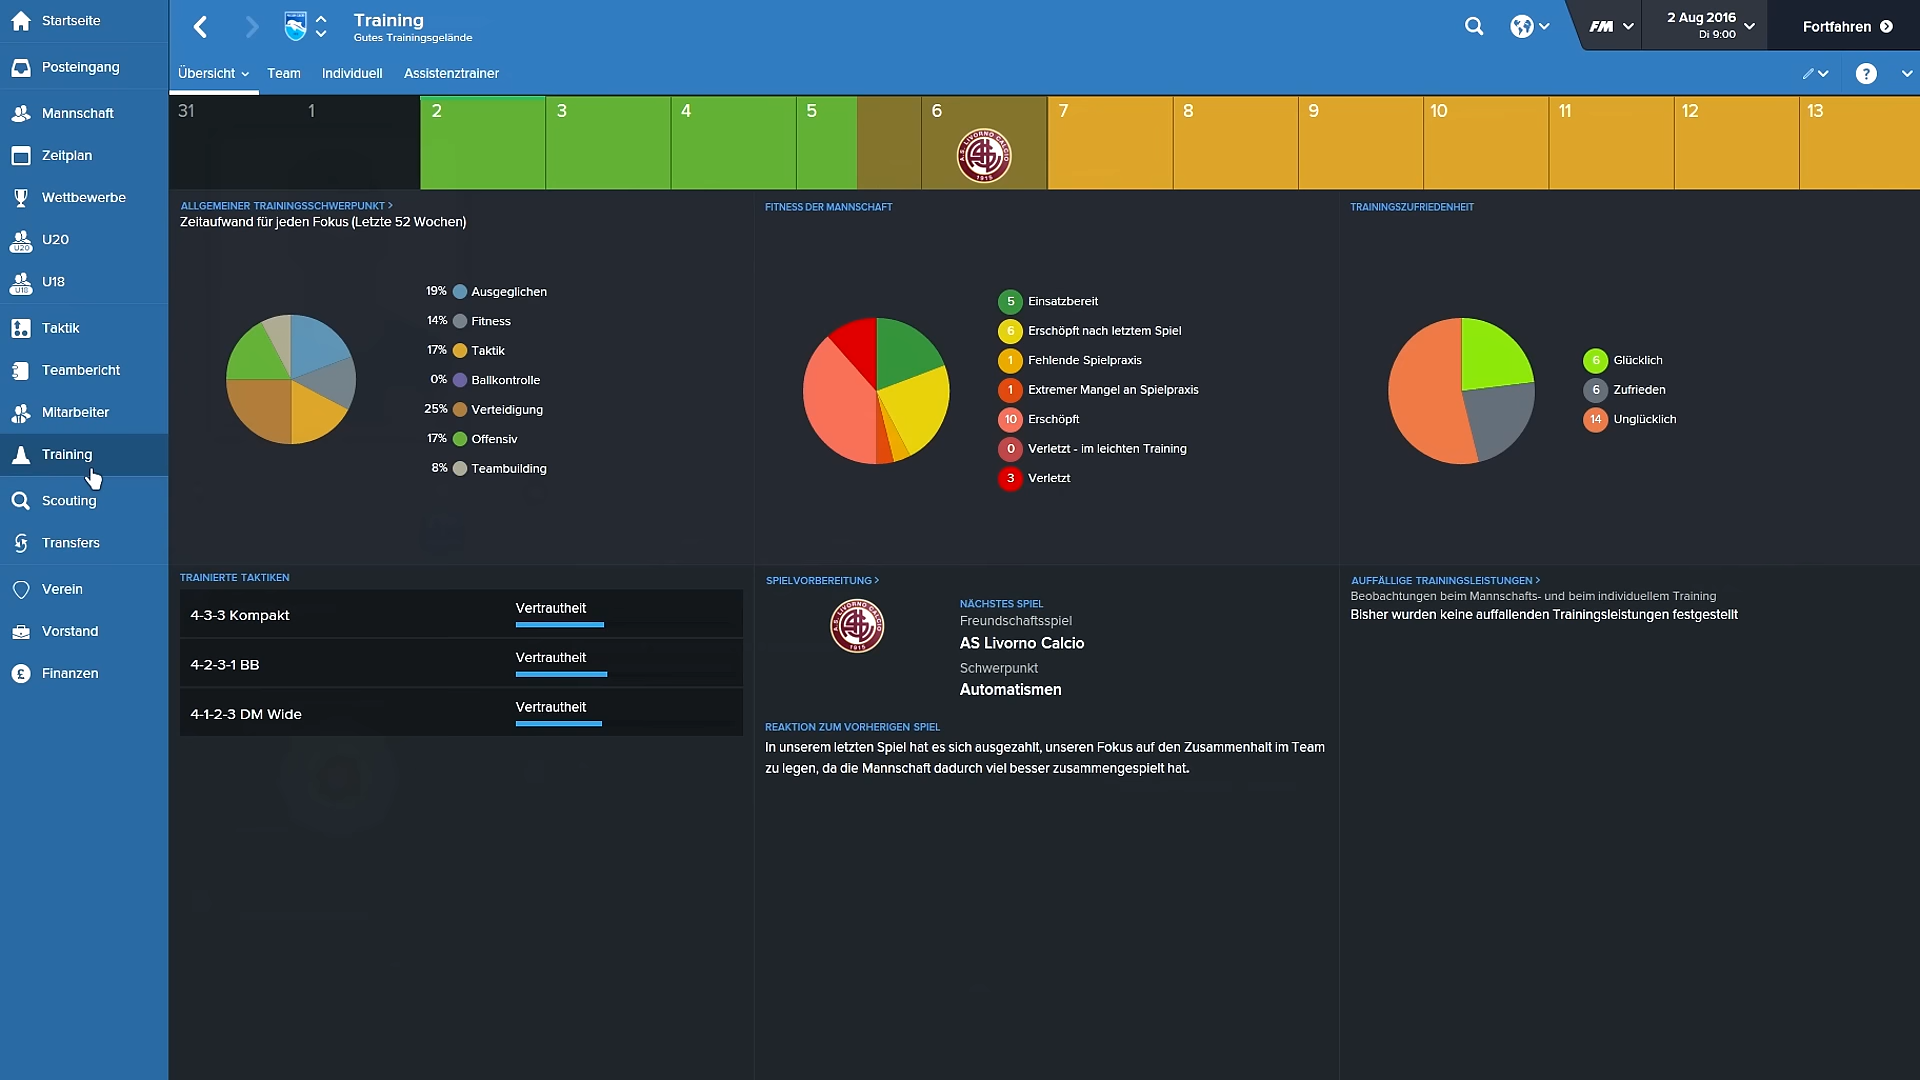 Startseite
Posteingang
Mannschaft
Zeitplan
Wettbewerbe
U20
U18
Taktik
Teambericht
Mitarbeiter
Training
Scouting
Transfers
Verein
Vorstand
Finanzen
Training
Gutes Trainingsgelände
FM
2 Aug 2016
Di 9:00
Fortfahren
Übersicht Team Individuell Assistenztrainer
31 1 2 3 4 5 6 7 8 9 10 11 12 13
A.S. LIVORNO CALCIO
1915
ALLGEMEINER TRAININGSSCHWERPUNKT >
Zeitaufwand für jeden Fokus (Letzte 52 Wochen)
19% Ausgeglichen
14% Fitness
17% Taktik
0% Ballkontrolle
25% Verteidigung
17% Offensiv
8% Teambuilding
FITNESS DER MANNSCHAFT
5 Einsatzbereit
6 Erschöpft nach letztem Spiel
1 Fehlende Spielpraxis
1 Extremer Mangel an Spielpraxis
10 Erschöpft
0 Verletzt - im leichten Training
3 Verletzt
TRAININGSZUFRIEDENHEIT
6 Glücklich
6 Zufrieden
14 Unglücklich
TRAINIERTE TAKTIKEN
4-3-3 Kompakt Vertrautheit
4-2-3-1 BB Vertrautheit
4-1-2-3 DM Wide Vertrautheit
SPIELVORBEREITUNG >
A.S. LIVORNO CALCIO
1915
NÄCHSTES SPIEL
Freundschaftsspiel
AS Livorno Calcio
Schwerpunkt
Automatismen
REAKTION ZUM VORHERIGEN SPIEL
In unserem letzten Spiel hat es sich ausgezahlt, unseren Fokus auf den Zusammenhalt im Team
zu legen, da die Mannschaft dadurch viel besser zusammengespielt hat.
AUFFÄLLIGE TRAININGSLEISTUNGEN >
Beobachtungen beim Mannschafts- und beim individuellem Training
Bisher wurden keine auffallenden Trainingsleistungen festgestellt